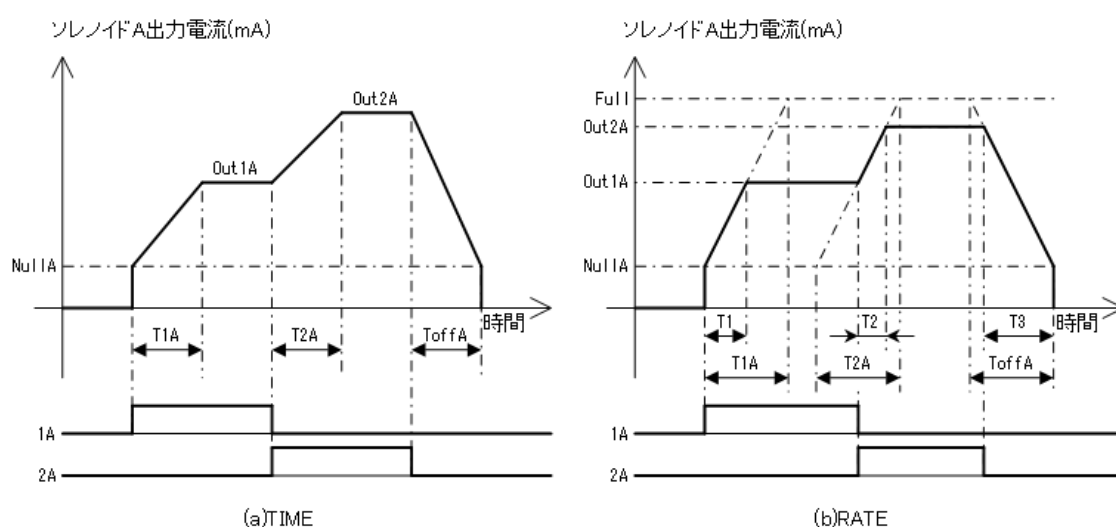 ソレノイドA出力電流(mA)
Out2A
Out1A
NullA
時間
T1A
T2A
ToffA
1A
2A
(a)TIME
ソレノイドA出力電流(mA)
Full
Out2A
Out1A
NullA
時間
T1
T2
T3
T1A
T2A
ToffA
1A
2A
(b)RATE